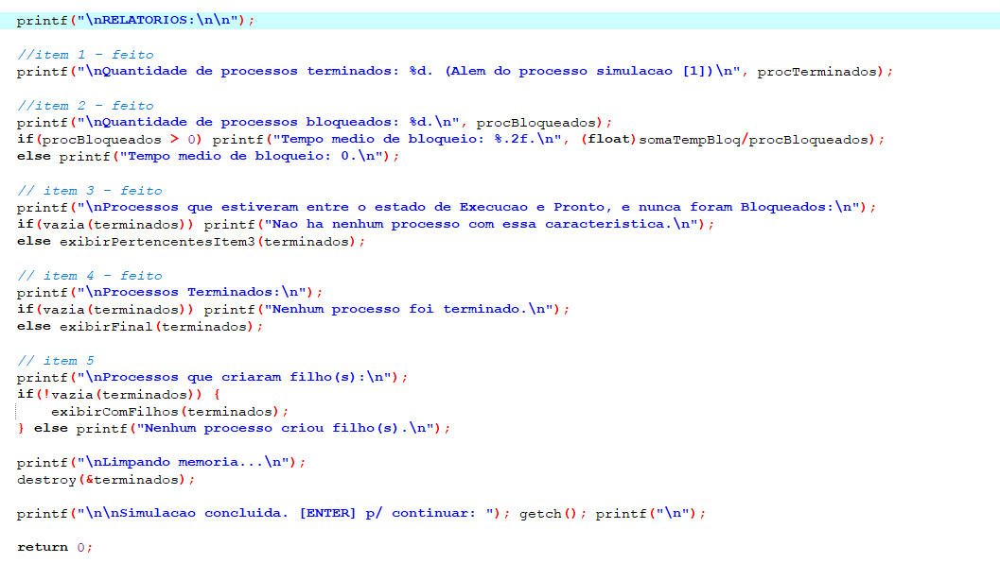 printf("\nRELATORIOS:\n\n");
//item 1 - feito
printf("\nQuantidade de processos terminados: %d. (Alem do processo simulacao [1])\n", procTerminados);
//item 2 - feito
printf("\nQuantidade de processos bloqueados: %d.\n", procBloqueados);
if(procBloqueados > 0) printf("Tempo medio de bloqueio: %.2f.\n", (float)somaTempBloq/procBloqueados);
else printf("Tempo medio de bloqueio: 0.\n");
// item 3 - feito
printf("\nProcessos que estiveram entre o estado de Execucao e Pronto, e nunca foram Bloqueados:\n");
if(vazia(terminados)) printf("Nao ha nenhum processo com essa caracteristica.\n");
else exibirPertencentesItem3(terminados);
// item 4 - feito
printf("\nProcessos Terminados:\n");
if(vazia(terminados)) printf("Nenhum processo foi terminado.\n");
else exibirFinal(terminados);
// item 5
printf("\nProcessos que criaram filho(s):\n");
if(!vazia(terminados)) {
    exibirComFilhos(terminados);
} else printf("Nenhum processo criou filho(s).\n");
printf("\nLimpando memoria...\n");
destroy(&terminados);
printf("\n\nSimulacao concluida. [ENTER] p/ continuar: "); getch(); printf("\n");
return 0;